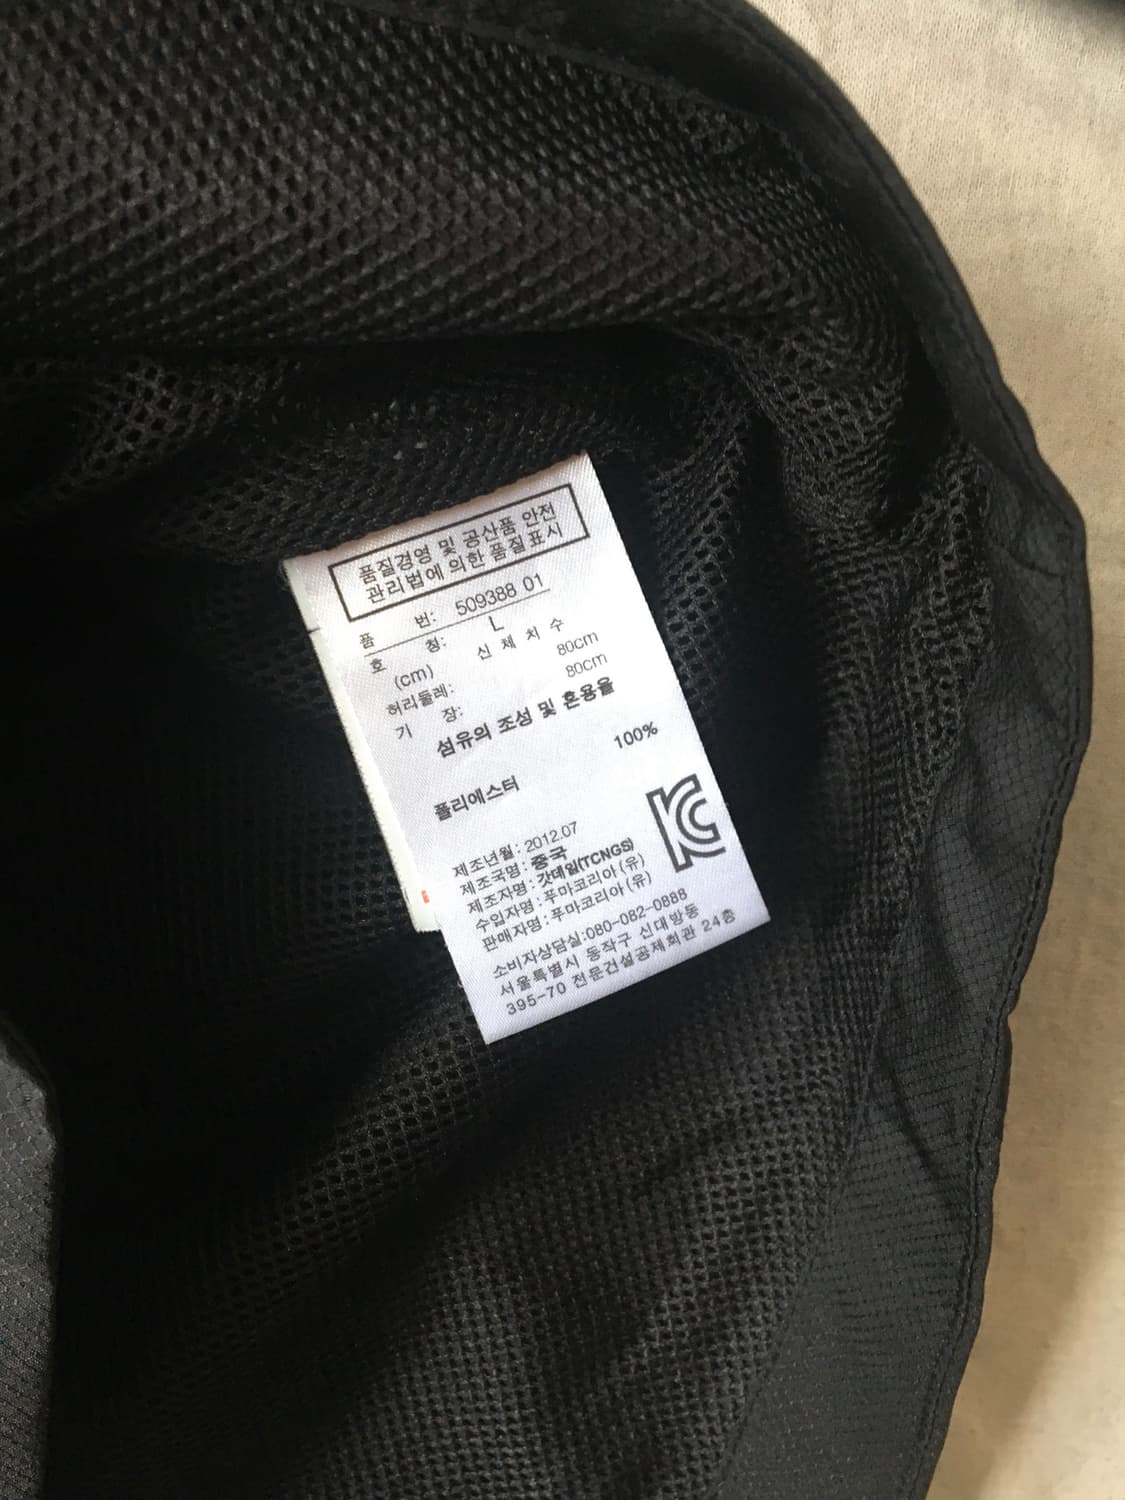 품질경영 및 공산품 안전
관리법에 의한 품질표시
품 번: 509388 01
호 칭: L
(cm) 신 체 치 수
허리둘레: 80cm
기 장: 80cm
섬유의 조성 및 혼용율
100%
폴리에스터
제조년월: 2012.07
제조국명: 중국
제조자명: 갓데일(TCNGS)
수입자명: 푸마코리아(유)
판매자명: 푸마코리아(유)
소비자상담실:080-082-0888
서울특별시 동작구 신대방동
395-70 전문건설공제회관 24층